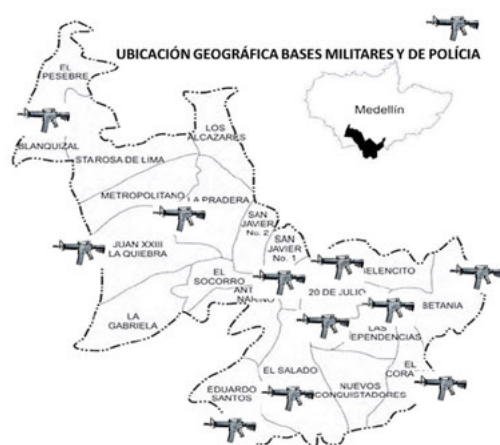 UBICACIÓN GEOGRÁFICA BASES MILITARES Y DE POLÍCIA
Medellín
EL
PESEBRE
BLANQUIZAL
LOS
ALCAZARES
STA ROSA DE LIMA
METROPOLITANO
LA PRADERA
SAN
JAVIER
No. 2
SAN
JAVIER
No. 1
JUAN XXIII
LA QUIEBRA
EL
SOCORRO
20 DE JULIO
BETANIA
LA
GABRIELA
LAS
EL SALADO
EL
EDUARDO
SANTOS
NUEVOS
CONQUISTADORES